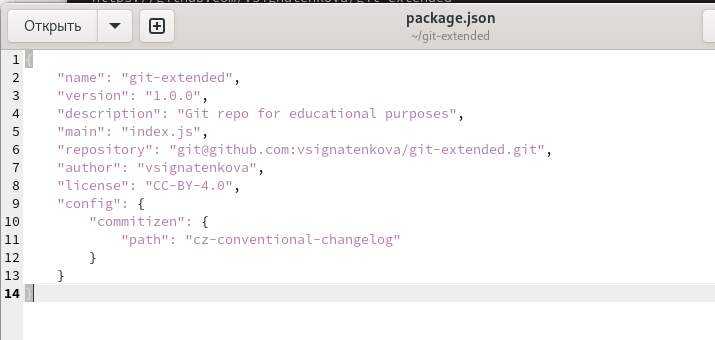 Открыть
package.json
~/git-extended
1 {
2 "name": "git-extended",
3 "version": "1.0.0",
4 "description": "Git repo for educational purposes",
5 "main": "index.js",
6 "repository": "git@github.com:vsignatenkova/git-extended.git",
7 "author": "vsignatenkova",
8 "license": "CC-BY-4.0",
9 "config": {
10 "commitizen": {
11 "path": "cz-conventional-changelog"
12 }
13 }
14 }